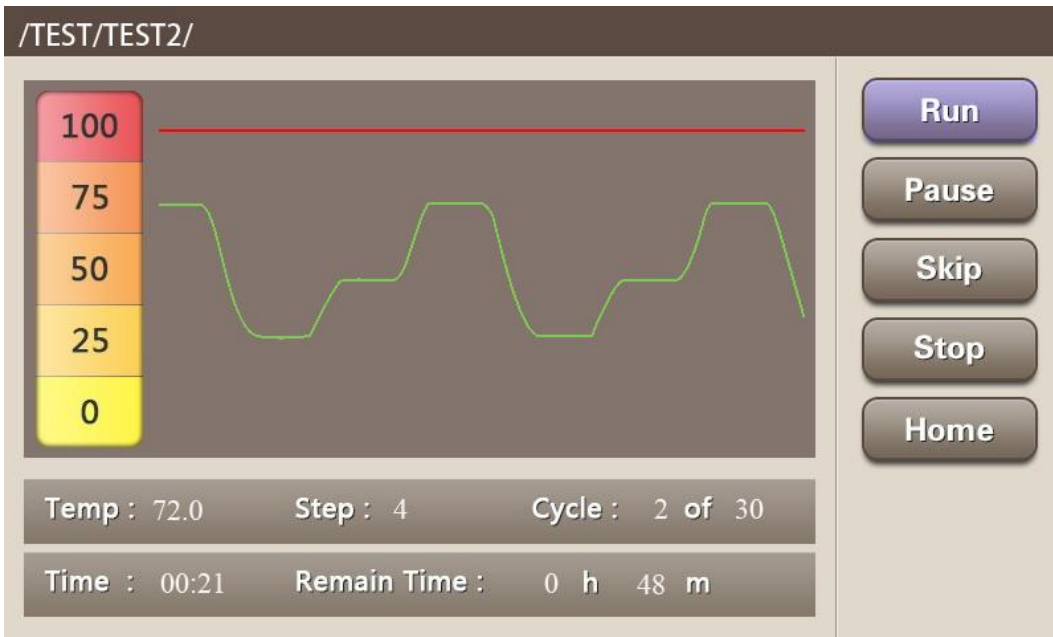 /TEST/TEST2/
100
75
50
25
0
Temp : 72.0 Step : 4 Cycle : 2 of 30
Time : 00:21 Remain Time : 0 h 48 m
Run
Pause
Skip
Stop
Home